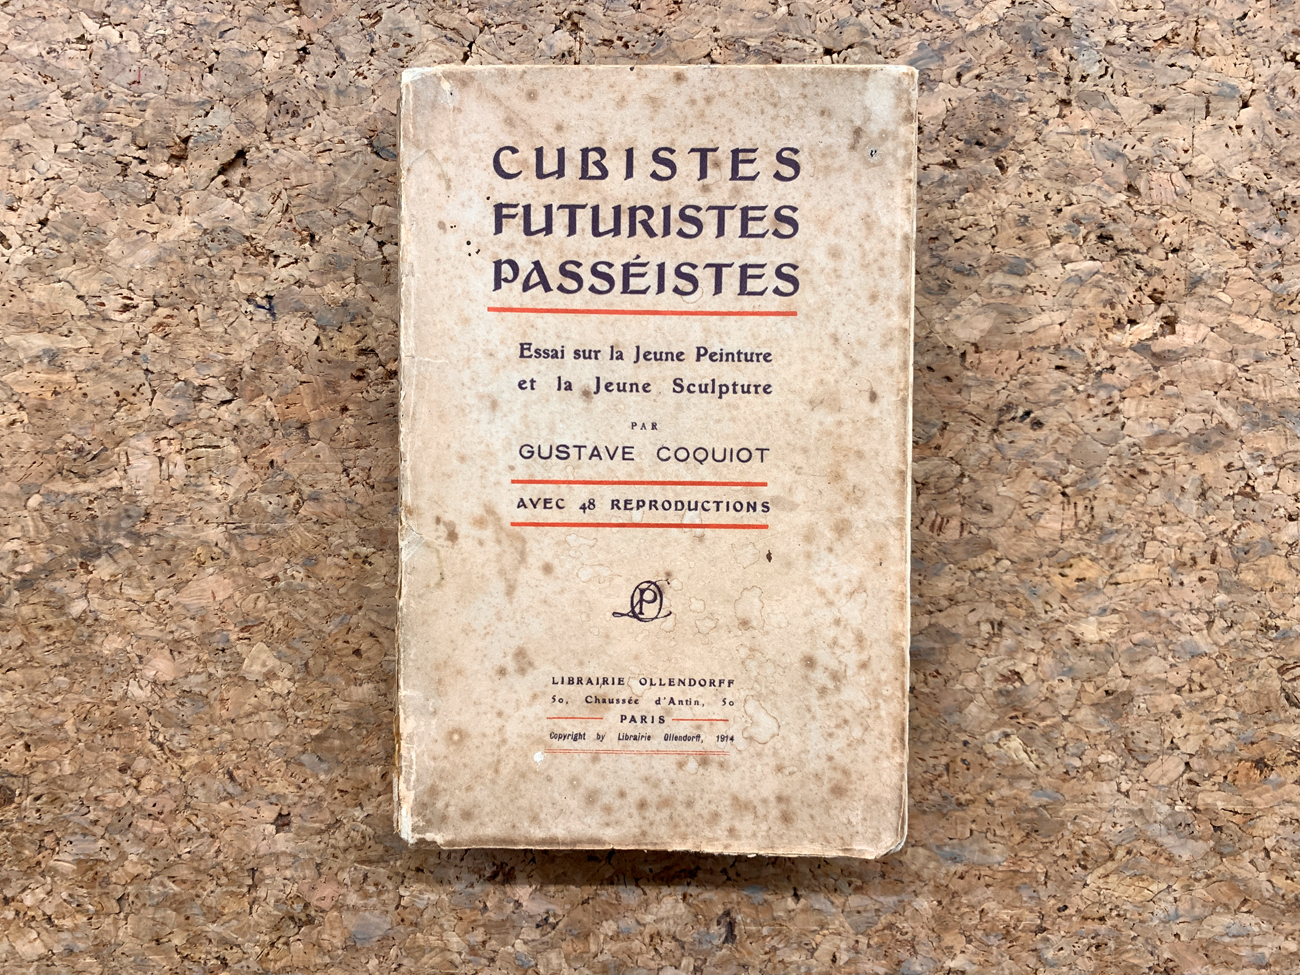 CUBISTES
FUTURISTES
PASSÉISTES
Essai sur la Jeune Peinture
et la Jeune Sculpture
PAR
GUSTAVE COQUIOT
AVEC 48 REPRODUCTIONS
LIBRAIRIE OLLENDORFF
50, Chaussée d'Antin, 50
PARIS
Copyright by Librairie Ollendorff, 1914